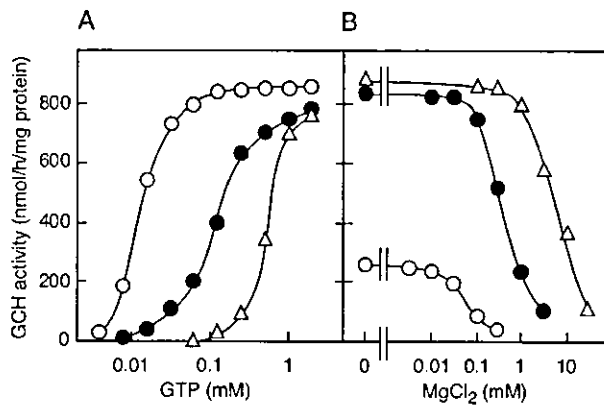 A
B
GCH activity (nmol/h/mg protein)
800
600
400
200
0
0.01 0.1 1
GTP (mM)
0 0.01 0.1 1 10
MgCl2 (mM)